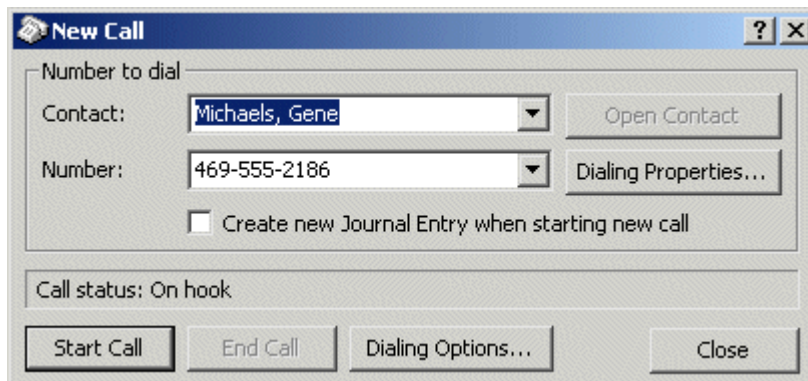 New Call
Number to dial
Contact: Michaels, Gene Open Contact
Number: 469-555-2186 Dialing Properties...
Create new Journal Entry when starting new call
Call status: On hook
Start Call End Call Dialing Options... Close